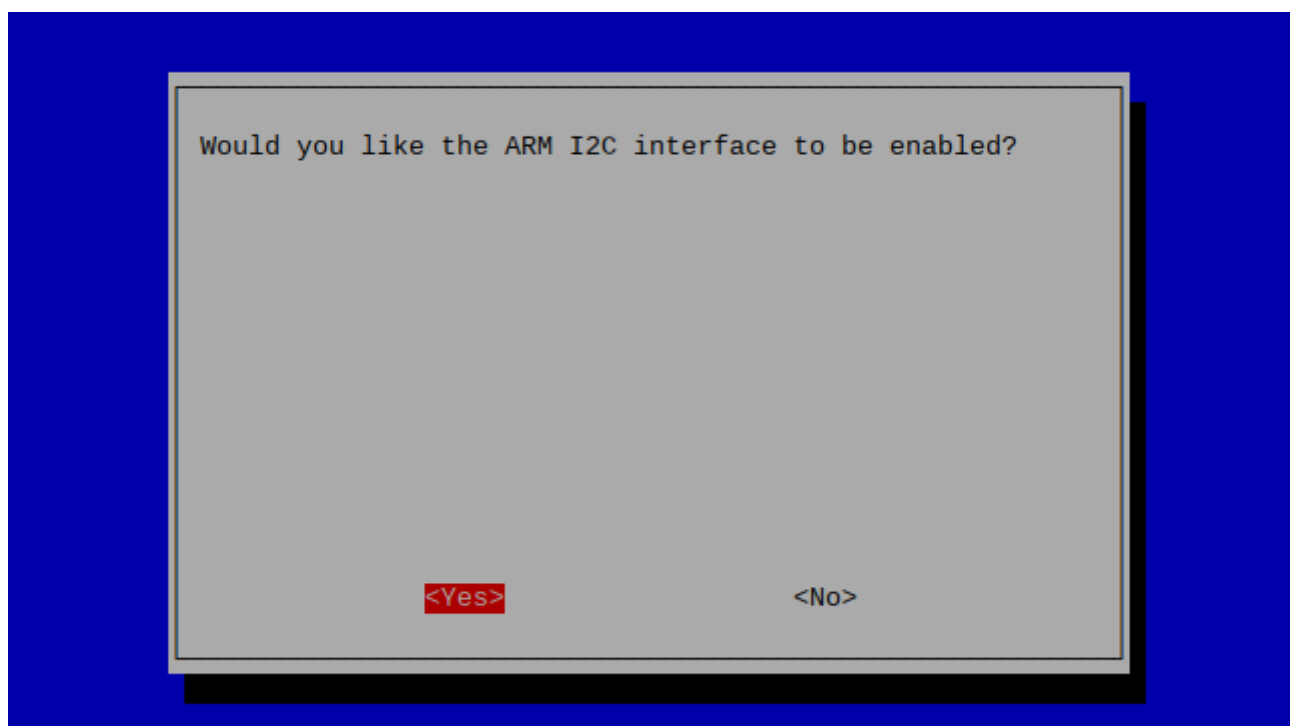 Would you like the ARM I2C interface to be enabled?
<Yes> <No>